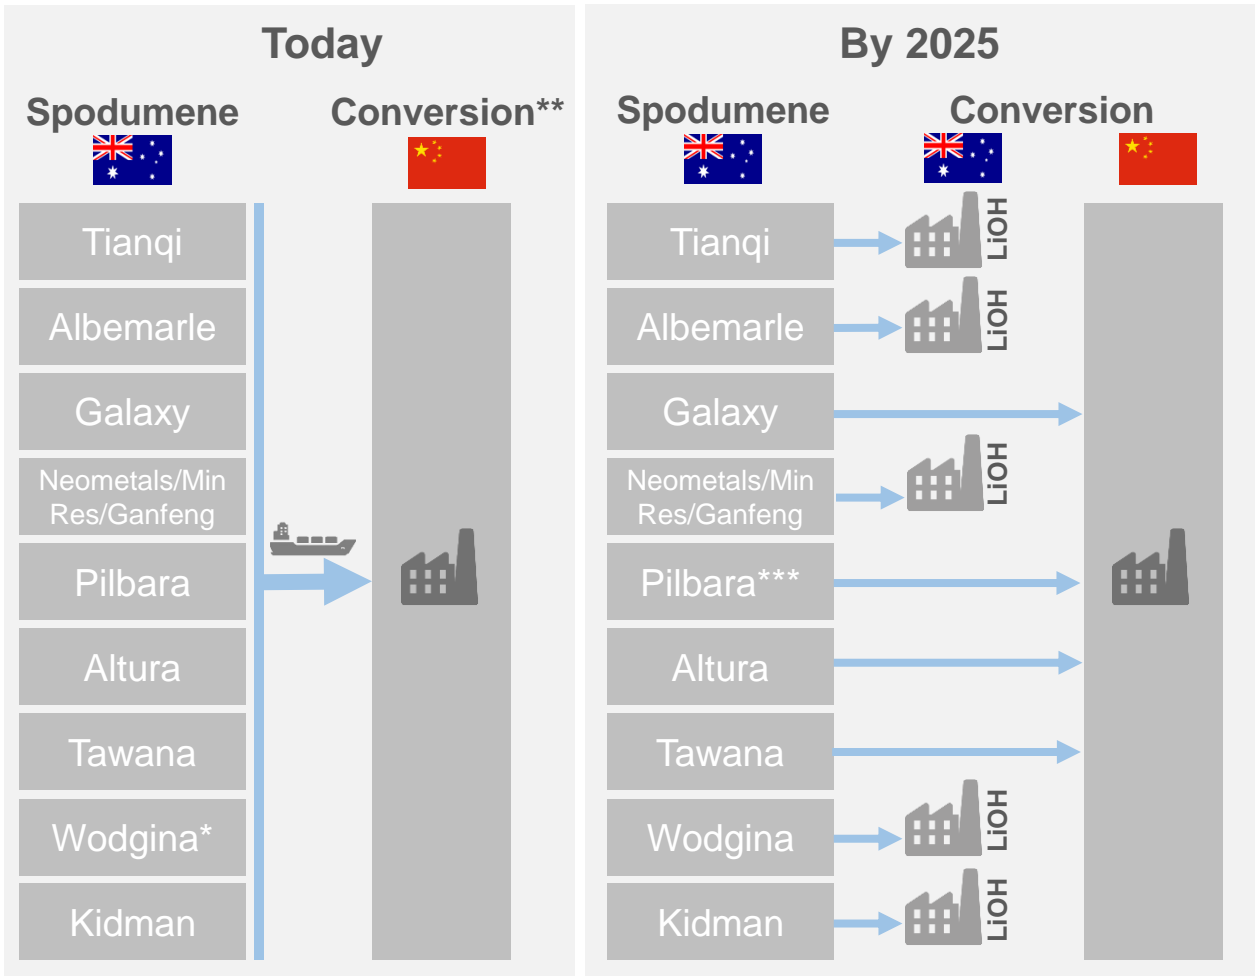 Today
Spodumene
Conversion**
Tianqi
Albemarle
Galaxy
Neometals/Min
Res/Ganfeng
Pilbara
Altura
Tawana
Wodgina*
Kidman
By 2025
Spodumene
Conversion
Tianqi
LiOH
Albemarle
LiOH
Galaxy
Neometals/Min
Res/Ganfeng
LiOH
Pilbara***
Altura
Tawana
Wodgina
LiOH
Kidman
LiOH